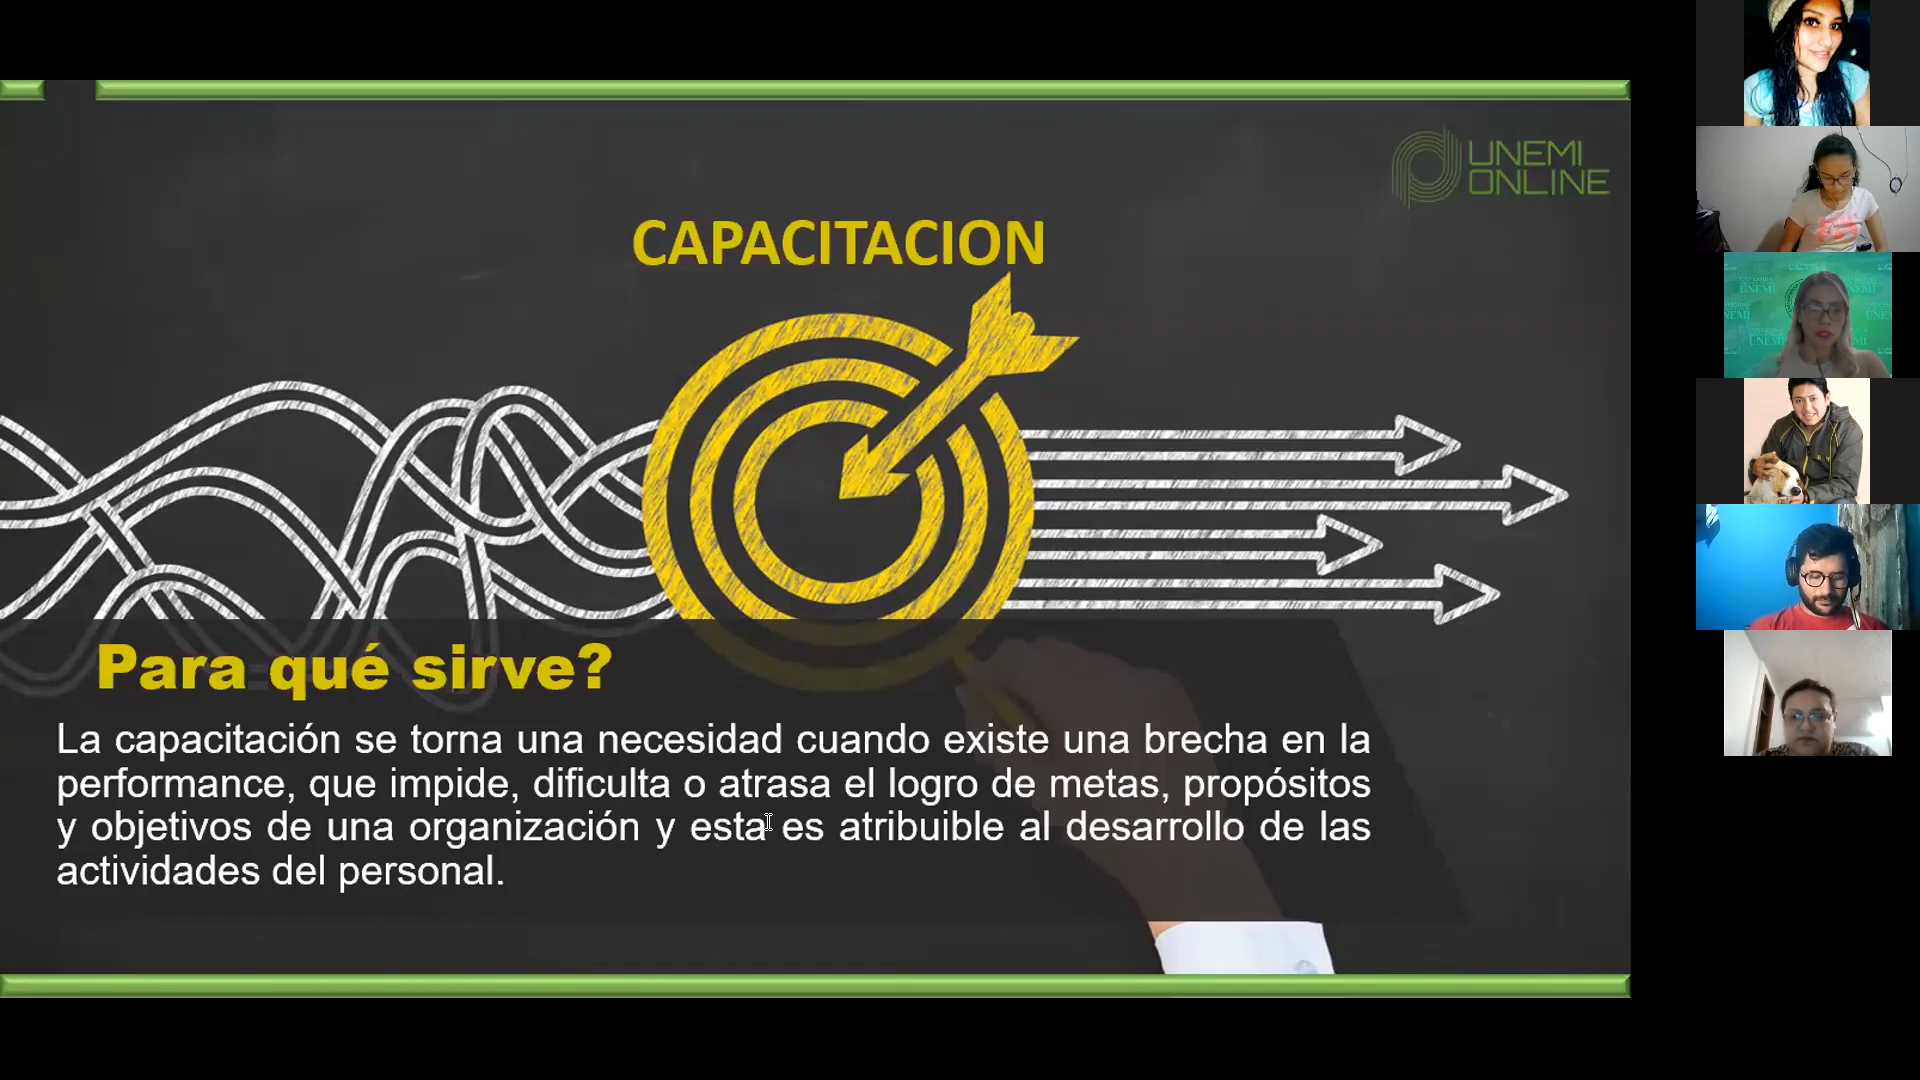 UNEMI
ONLINE
CAPACITACION
Para qué sirve?
La capacitación se torna una necesidad cuando existe una brecha en la
performance, que impide, dificulta o atrasa el logro de metas, propósitos
y objetivos de una organización y esta es atribuible al desarrollo de las
actividades del personal.
UNEMI
UNEMI